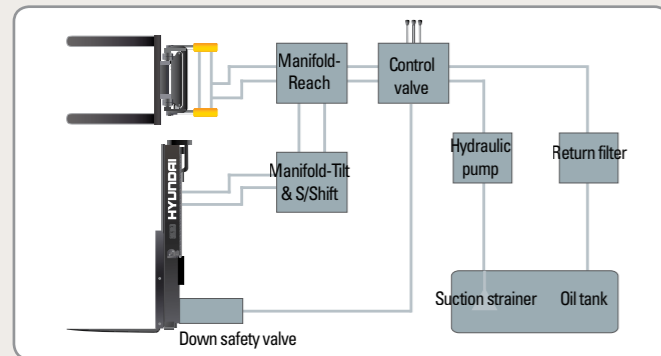 Manifold-
Reach
Control
valve
Hydraulic
pump
Return filter
Manifold-Tilt
& S/Shift
HYUNDAI
Suction strainer
Oil tank
Down safety valve